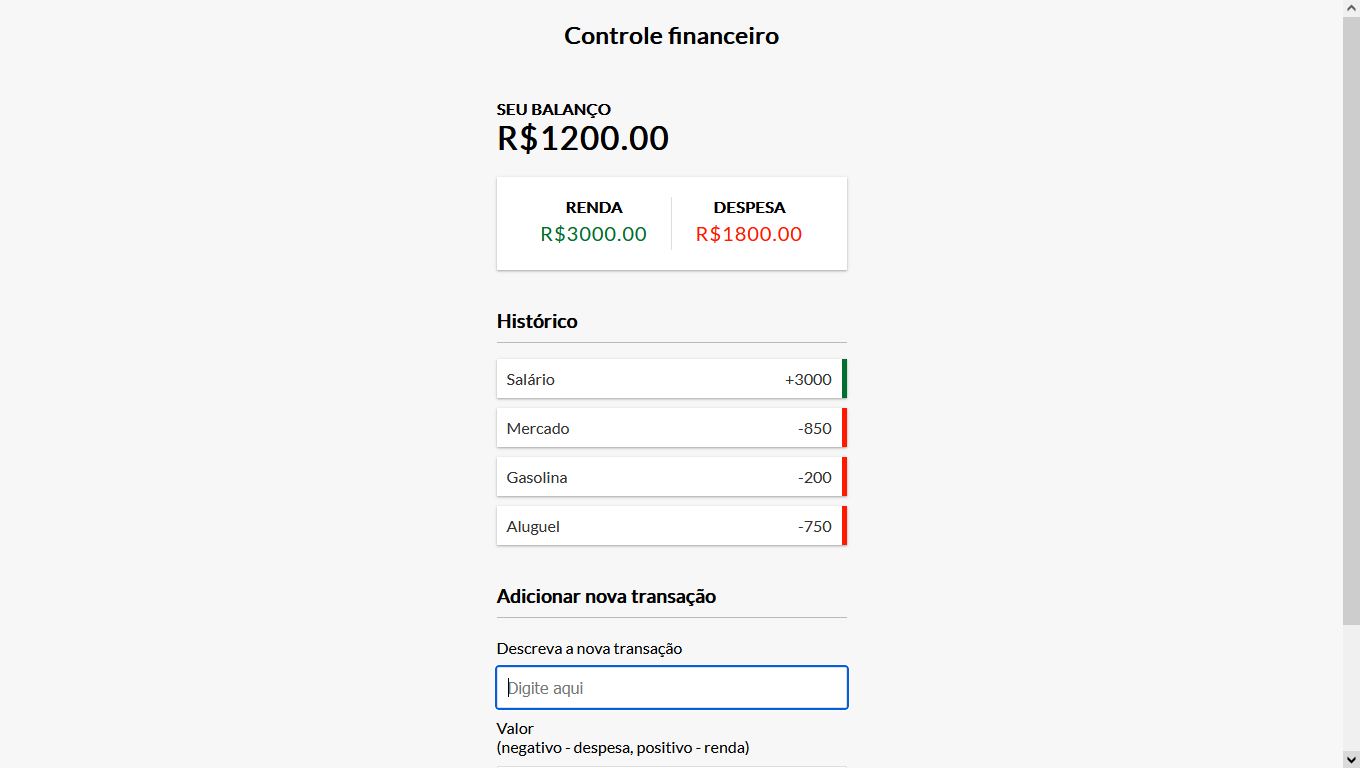 Controle financeiro
SEU BALANÇO
R$1200.00
RENDA DESPESA
R$3000.00 R$1800.00
Histórico
Salário +3000
Mercado -850
Gasolina -200
Aluguel -750
Adicionar nova transação
Descreva a nova transação
Digite aqui
Valor
(negativo - despesa, positivo - renda)